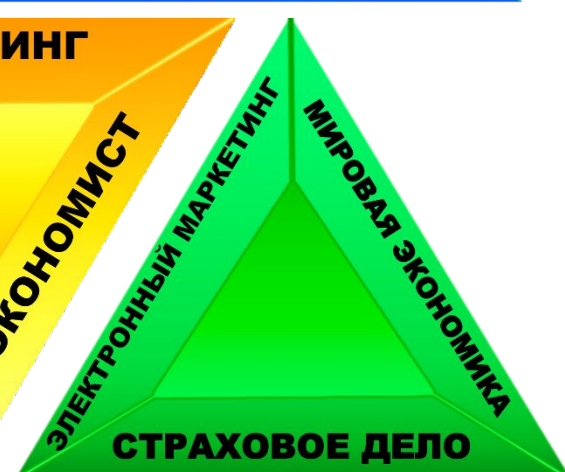 ИНГ
ЭКОНОМИСТ
ЭЛЕКТРОННЫЙ МАРКЕТИНГ
МИРОВАЯ ЭКОНОМИКА
СТРАХОВОЕ ДЕЛО